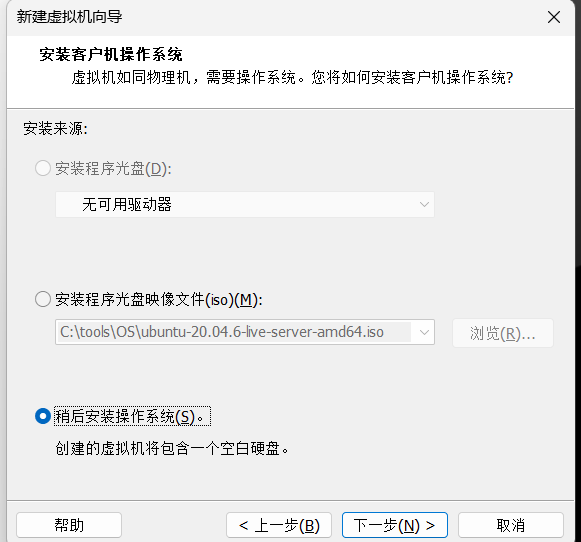 新建虚拟机向导
安装客户机操作系统
虚拟机如同物理机，需要操作系统。您将如何安装客户机操作系统?
安装来源:
安装程序光盘(D):
无可用驱动器
安装程序光盘映像文件(iso)(M):
C:\tools\OS\ubuntu-20.04.6-live-server-amd64.iso
浏览(R)...
稍后安装操作系统(S)。
创建的虚拟机将包含一个空白硬盘。
帮助
< 上一步(B)
下一步(N) >
取消